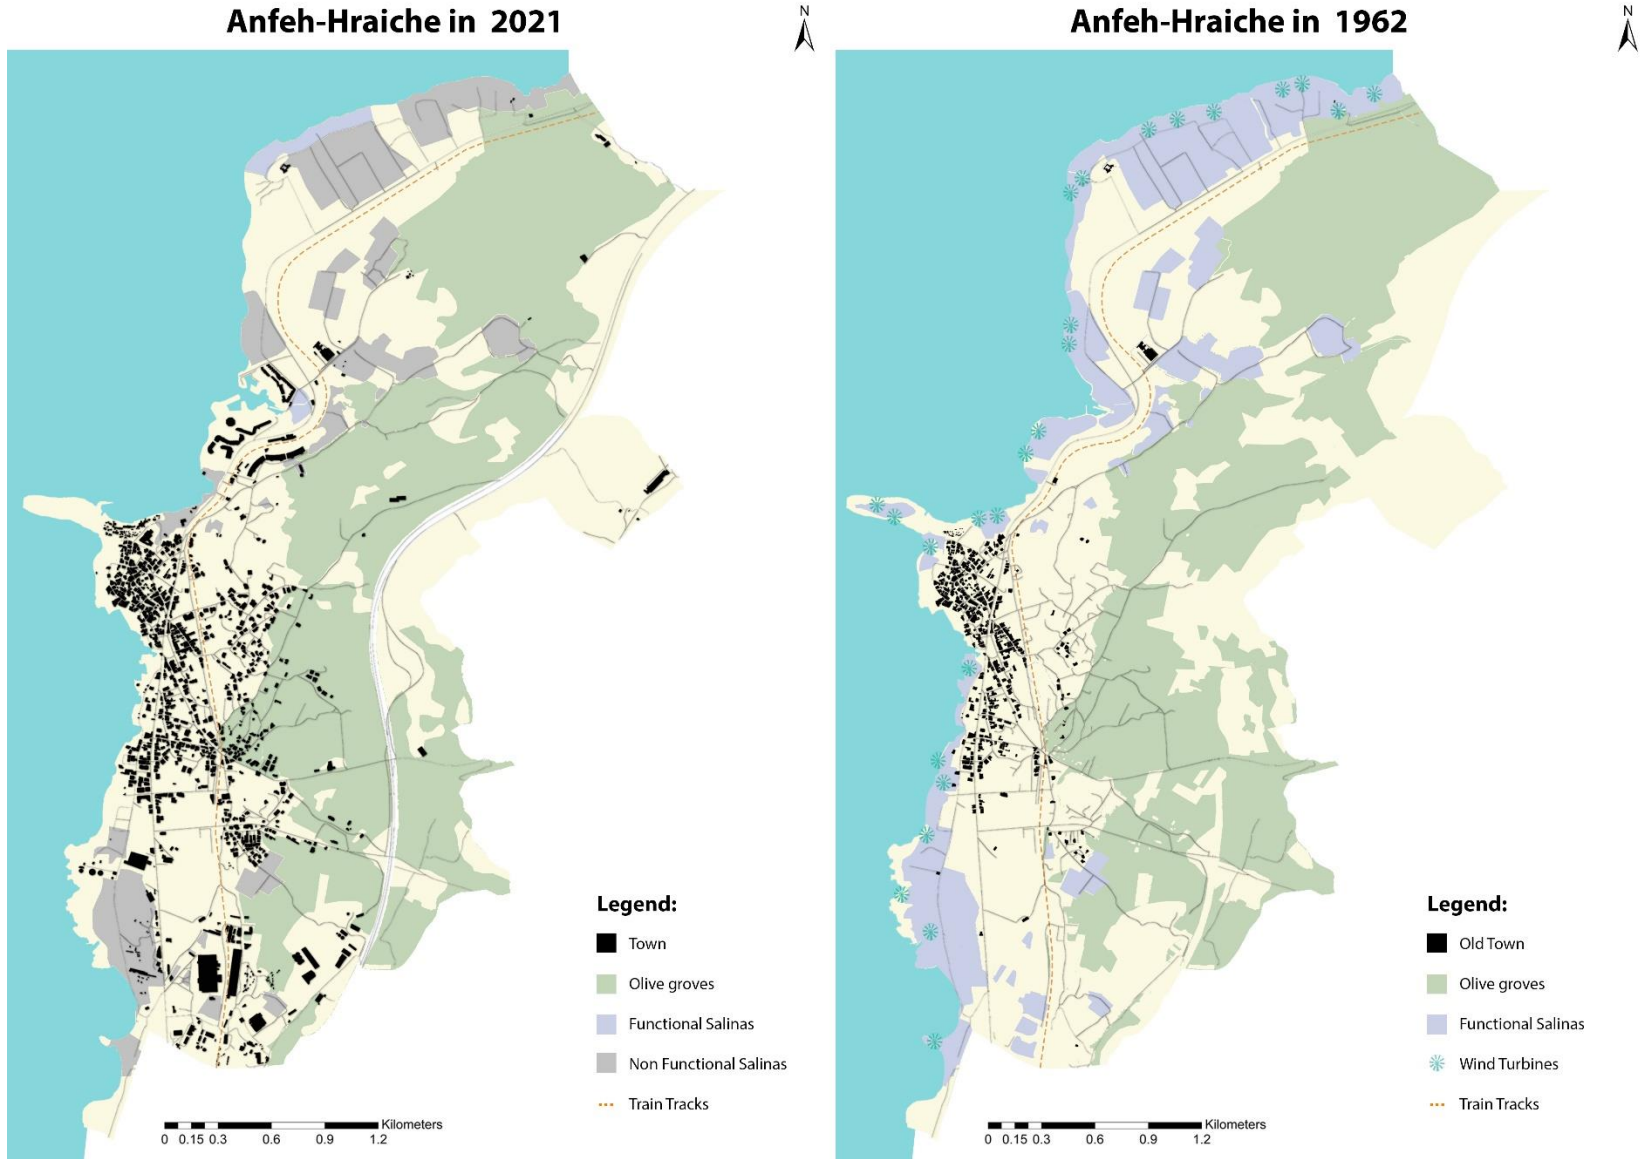 Anfeh-Hraiche in 2021
N
Legend:
Town
Olive groves
Functional Salinas
Non Functional Salinas
Train Tracks
Kilometers
0 0.15 0.3 0.6 0.9 1.2
Anfeh-Hraiche in 1962
N
Legend:
Old Town
Olive groves
Functional Salinas
Wind Turbines
Train Tracks
Kilometers
0 0.15 0.3 0.6 0.9 1.2